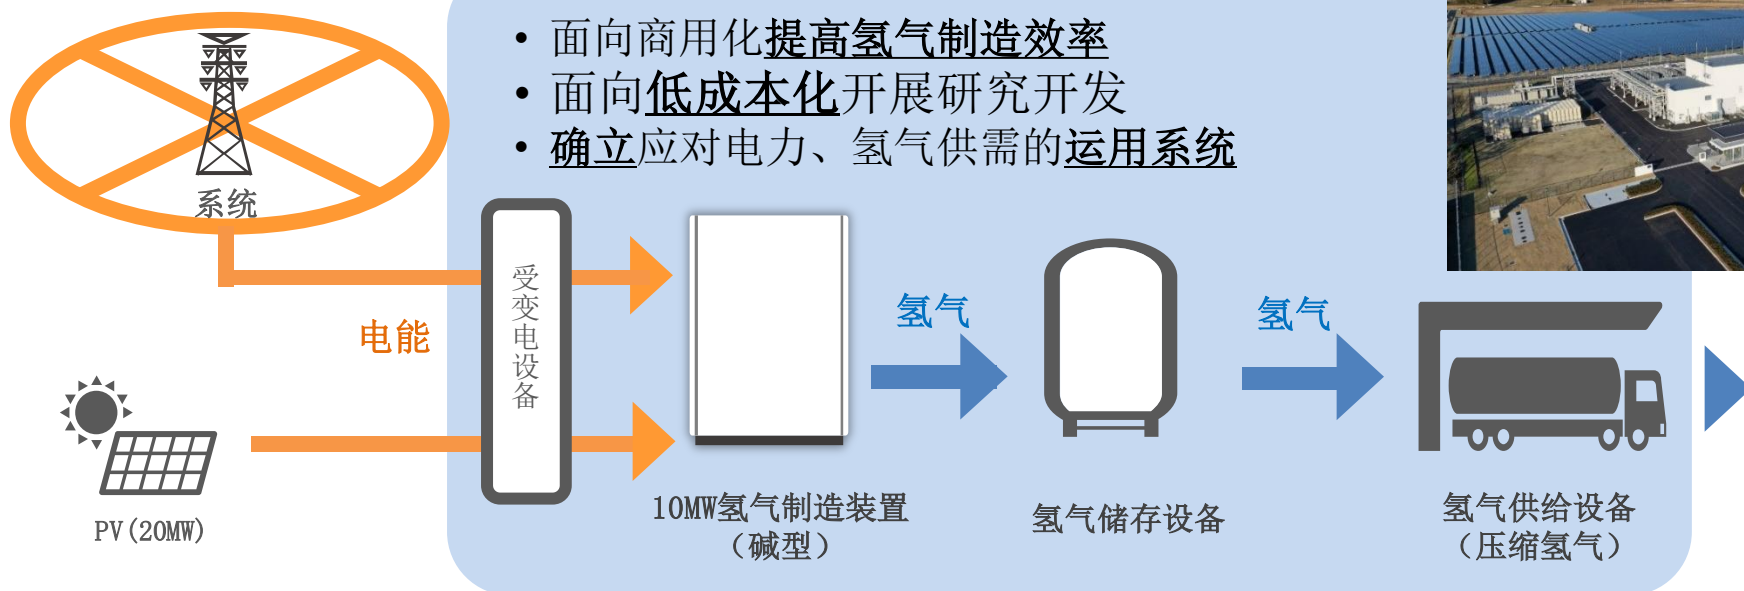 • 面向商用化提高氢气制造效率
• 面向低成本化开展研究开发
• 确立应对电力、氢气供需的运用系统
系统
受变电设备
电能
氢气
氢气
PV(20MW)
10MW氢气制造装置
（碱型）
氢气储存设备
氢气供给设备
（压缩氢气）